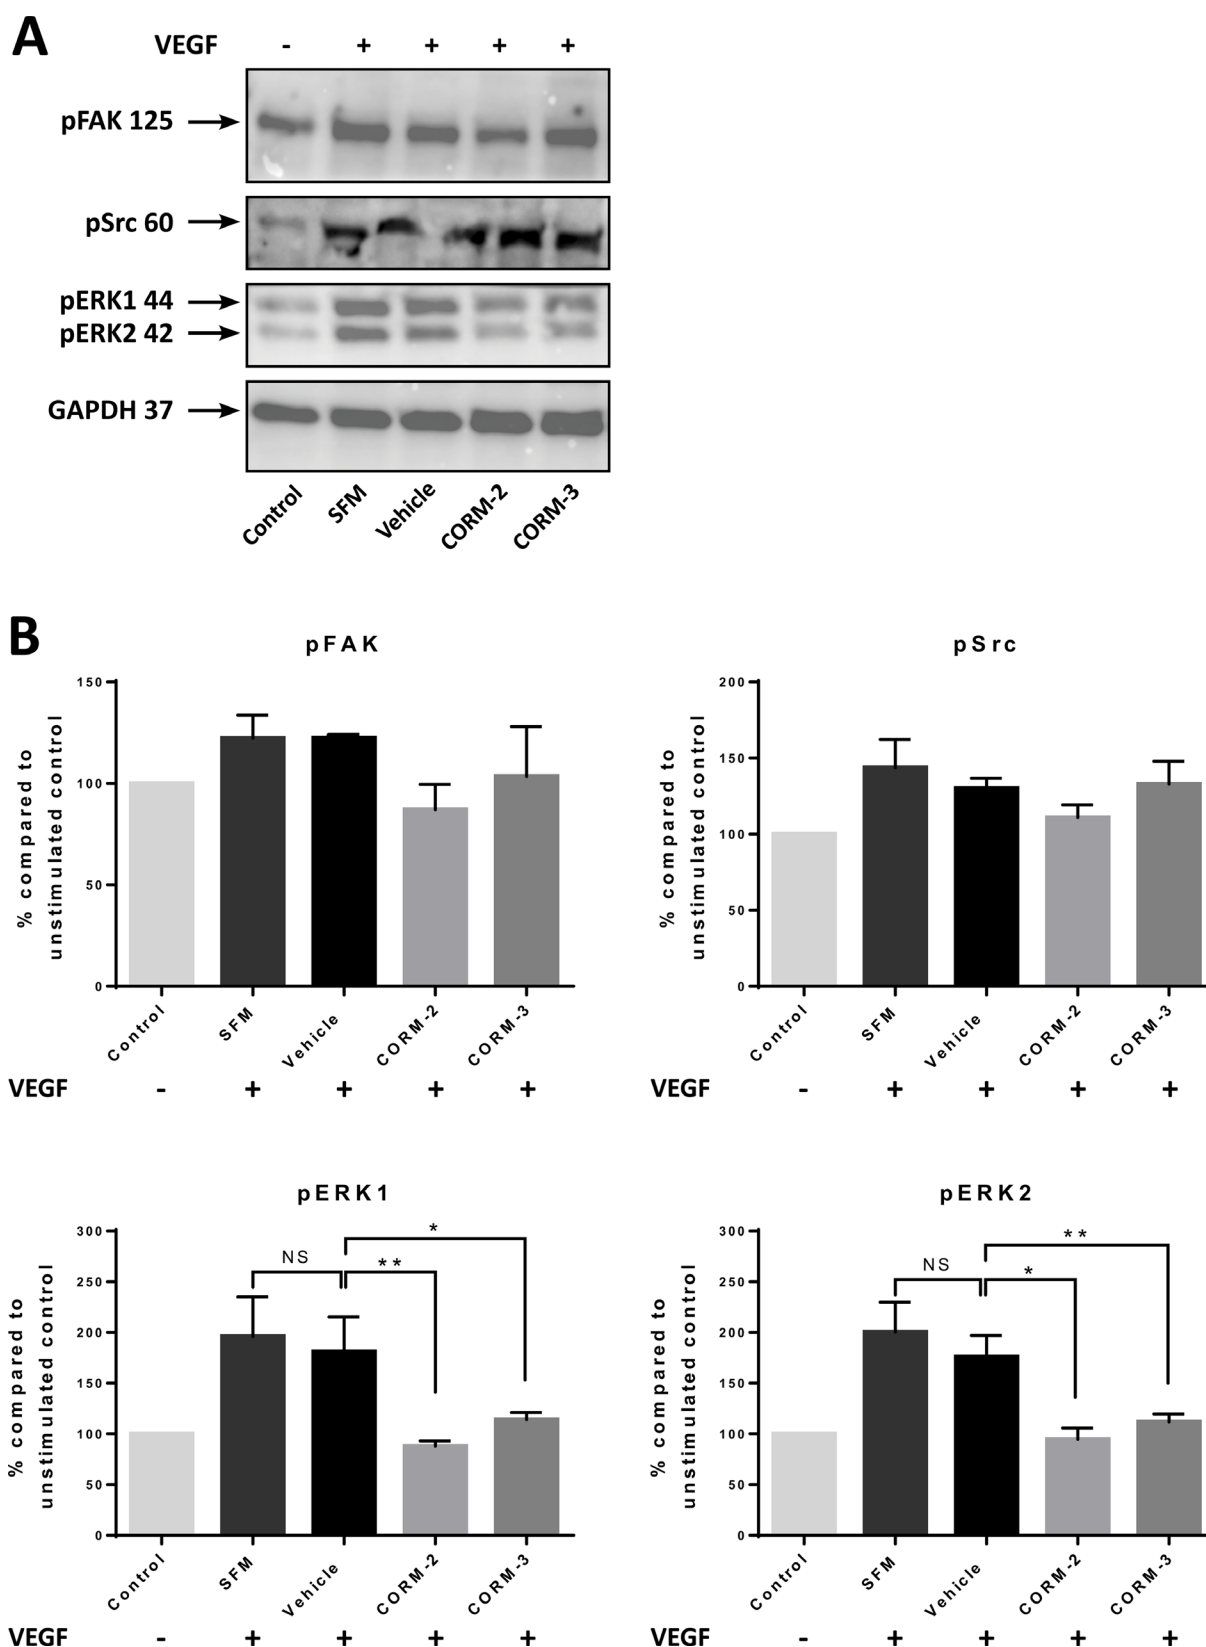 A
VEGF - + + + +
pFAK 125
pSrc 60
pERK1 44
pERK2 42
GAPDH 37
Control SFM Vehicle CORM-2 CORM-3
B
pFAK
% compared to
unstimulated control
150
100
50
0
Control SFM Vehicle CORM-2 CORM-3
VEGF - + + + +
pSrc
% compared to
unstimulated control
200
150
100
50
0
Control SFM Vehicle CORM-2 CORM-3
VEGF - + + + +
pERK1
% compared to
unstimulated control
300
250
200
150
100
50
0
*
NS **
Control SFM Vehicle CORM-2 CORM-3
VEGF - + + + +
pERK2
% compared to
unstimulated control
300
250
200
150
100
50
0
**
NS *
Control SFM Vehicle CORM-2 CORM-3
VEGF - + + + +